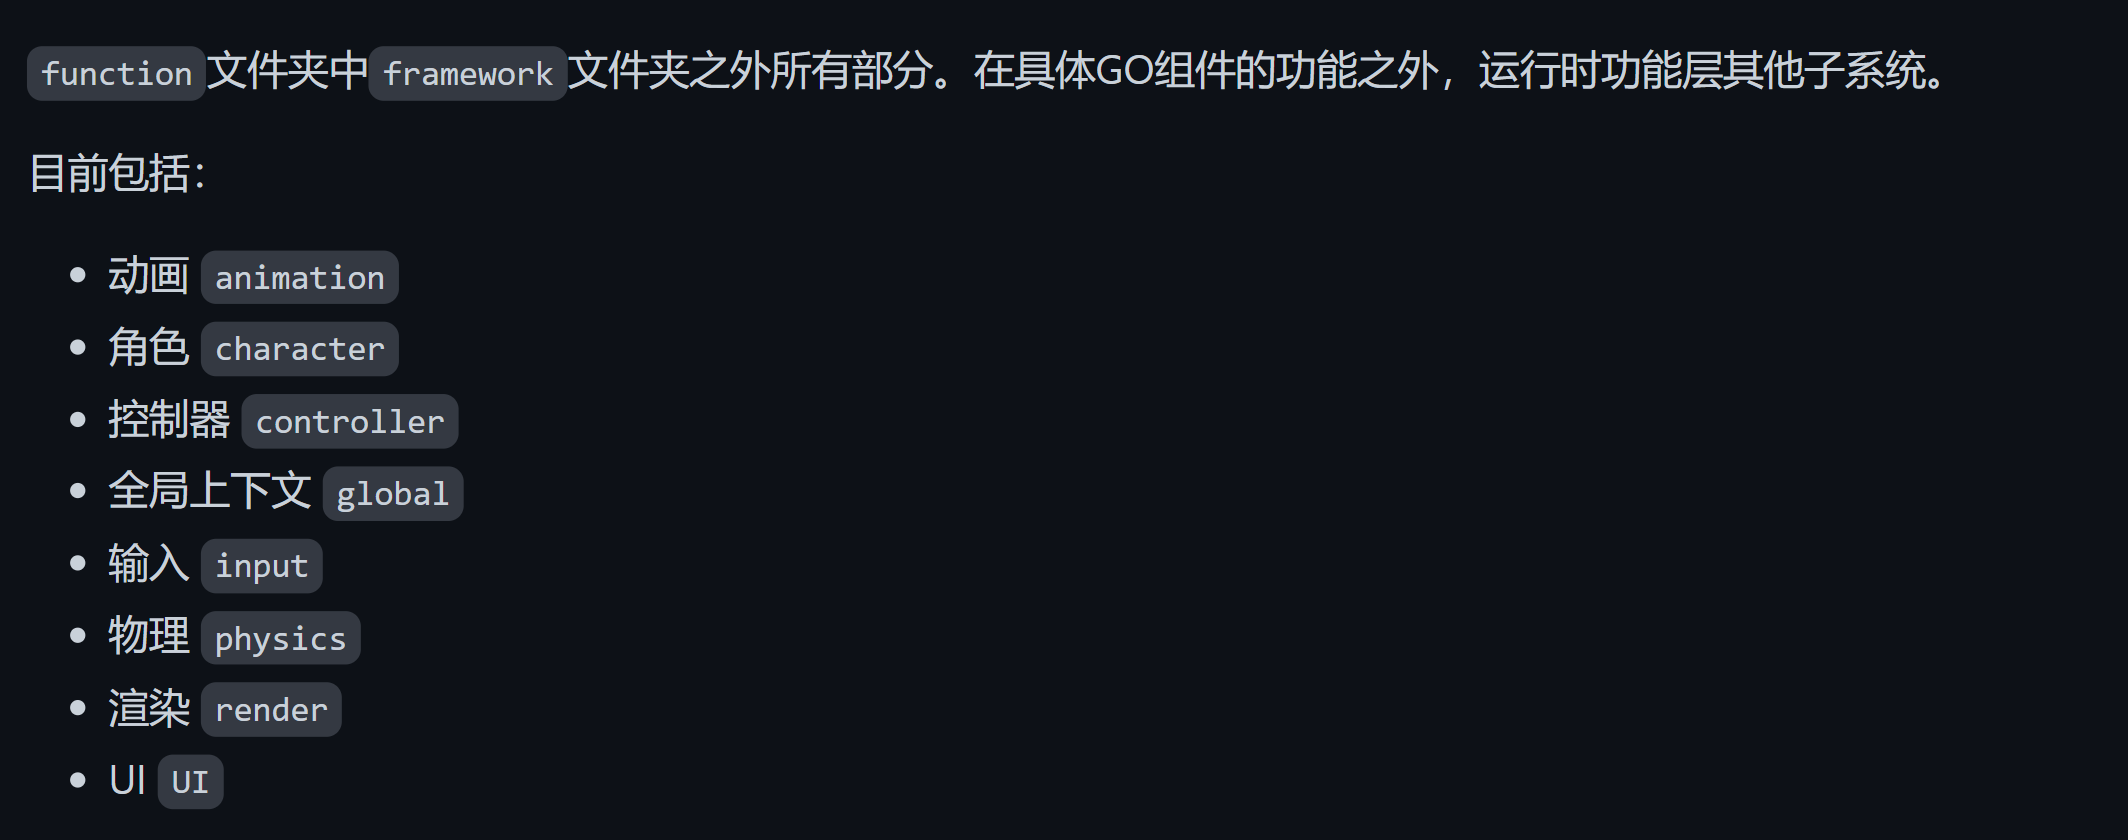 function文件夹中framework文件夹之外所有部分。在具体GO组件的功能之外，运行时功能层其他子系统。
目前包括：
动画 animation
角色 character
控制器 controller
全局上下文 global
输入 input
物理 physics
渲染 render
UI UI